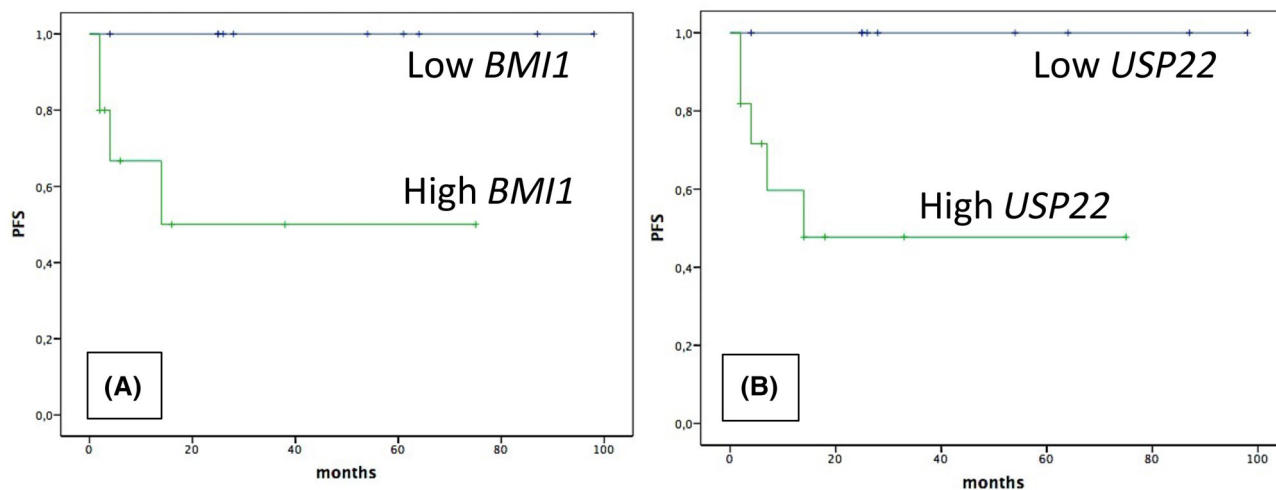 1,0
0,8
0,6
0,4
0,2
0,0
PFS
Low BMI1
High BMI1
(A)
0 20 40 60 80 100
months
1,0
0,8
0,6
0,4
0,2
0,0
PFS
Low USP22
High USP22
(B)
0 20 40 60 80 100
months